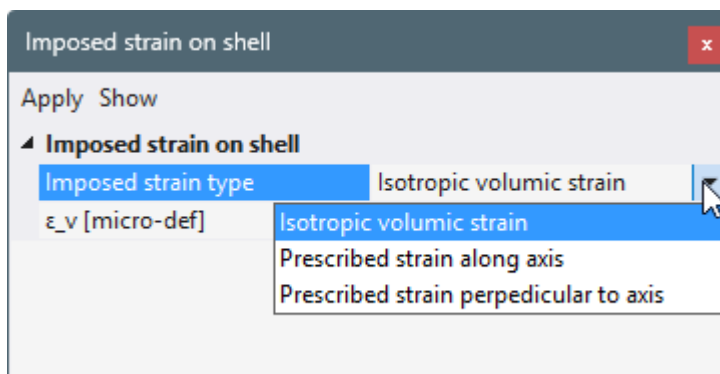 Imposed strain on shell
x
Apply Show
Imposed strain on shell
Imposed strain type Isotropic volumic strain
ε_v [micro-def]
Isotropic volumic strain
Prescribed strain along axis
Prescribed strain perpedicular to axis